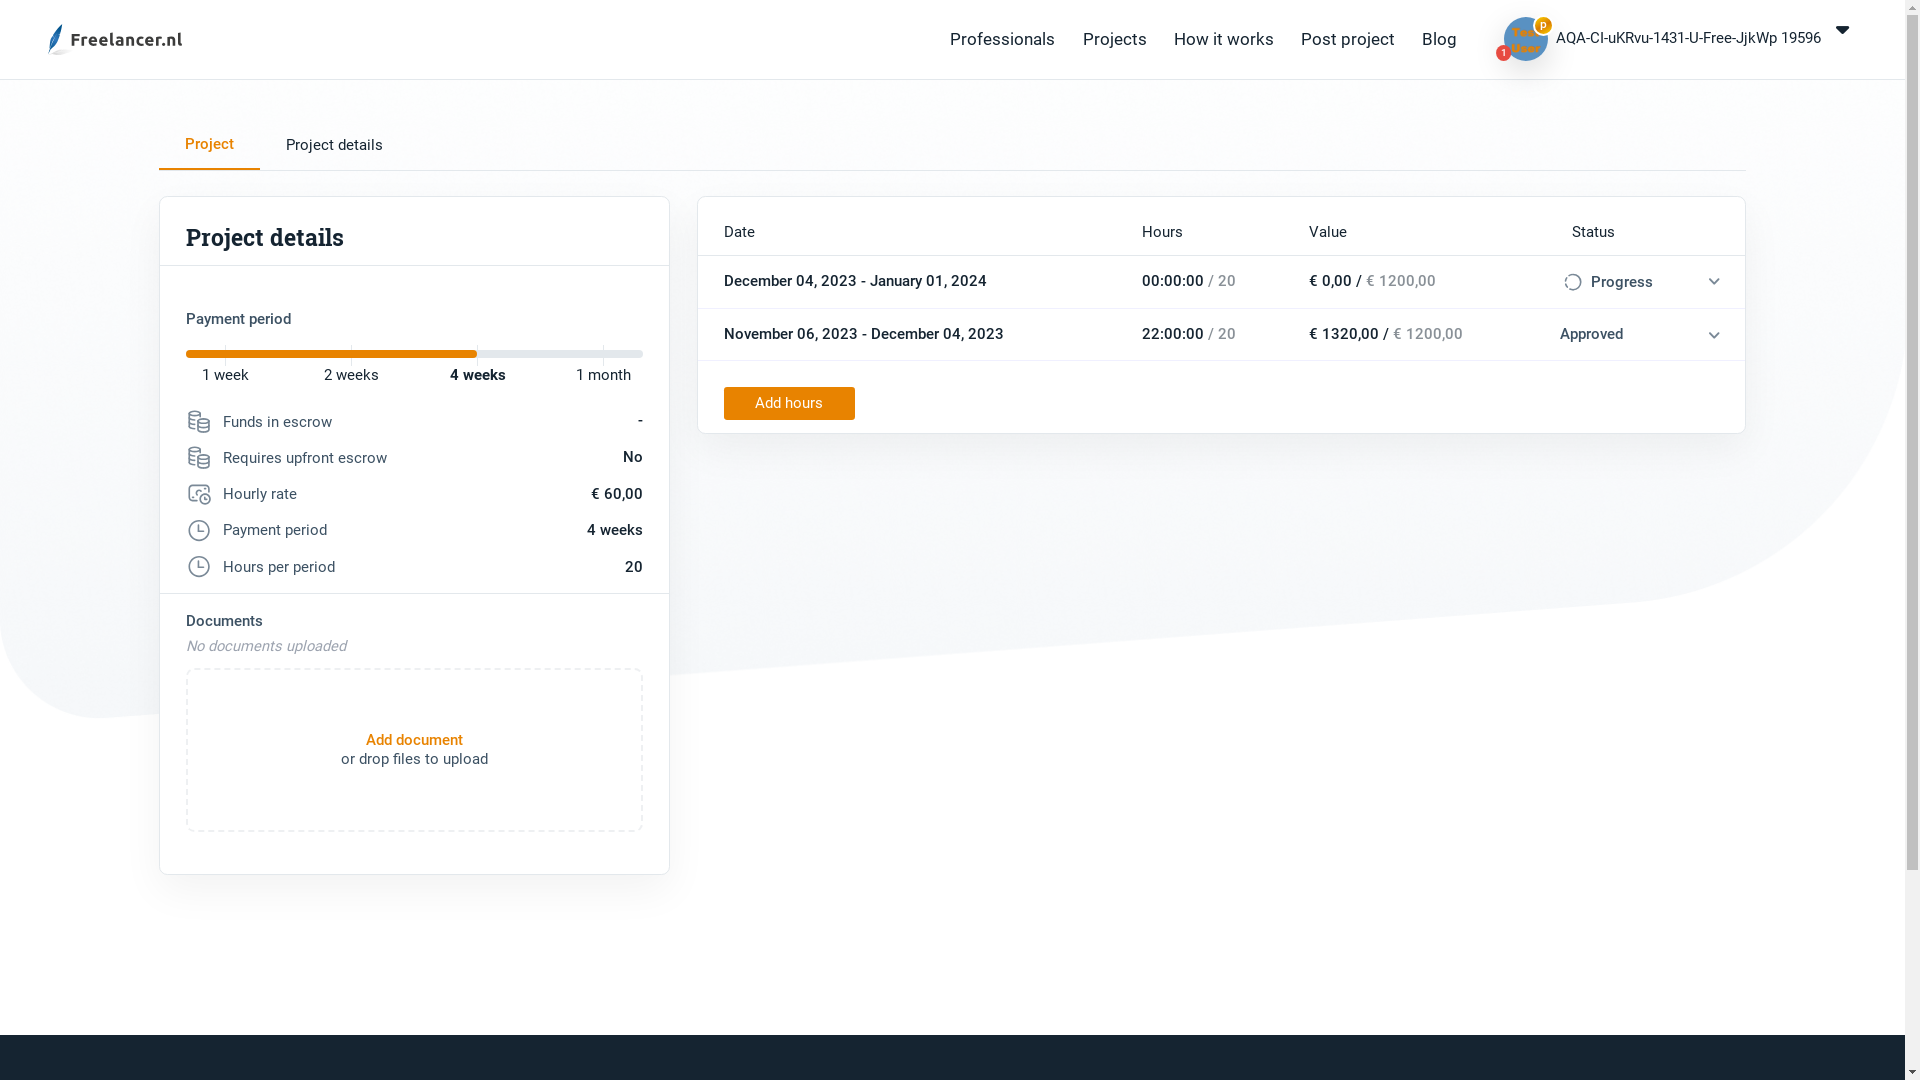 Freelancer.nl
Professionals
Projects
How it works
Post project
Blog
Test
User
p
1
AQA-CI-uKRvu-1431-U-Free-JjkWp 19596
Project
Project details
Project details
Payment period
1 week
2 weeks
4 weeks
1 month
Funds in escrow
-
Requires upfront escrow
No
Hourly rate
€ 60,00
Payment period
4 weeks
Hours per period
20
Documents
No documents uploaded
Add document
or drop files to upload
Date Hours Value Status
December 04, 2023 - January 01, 2024 00:00:00 / 20 € 0,00 / € 1200,00 Progress
November 06, 2023 - December 04, 2023 22:00:00 / 20 € 1320,00 / € 1200,00 Approved
Add hours